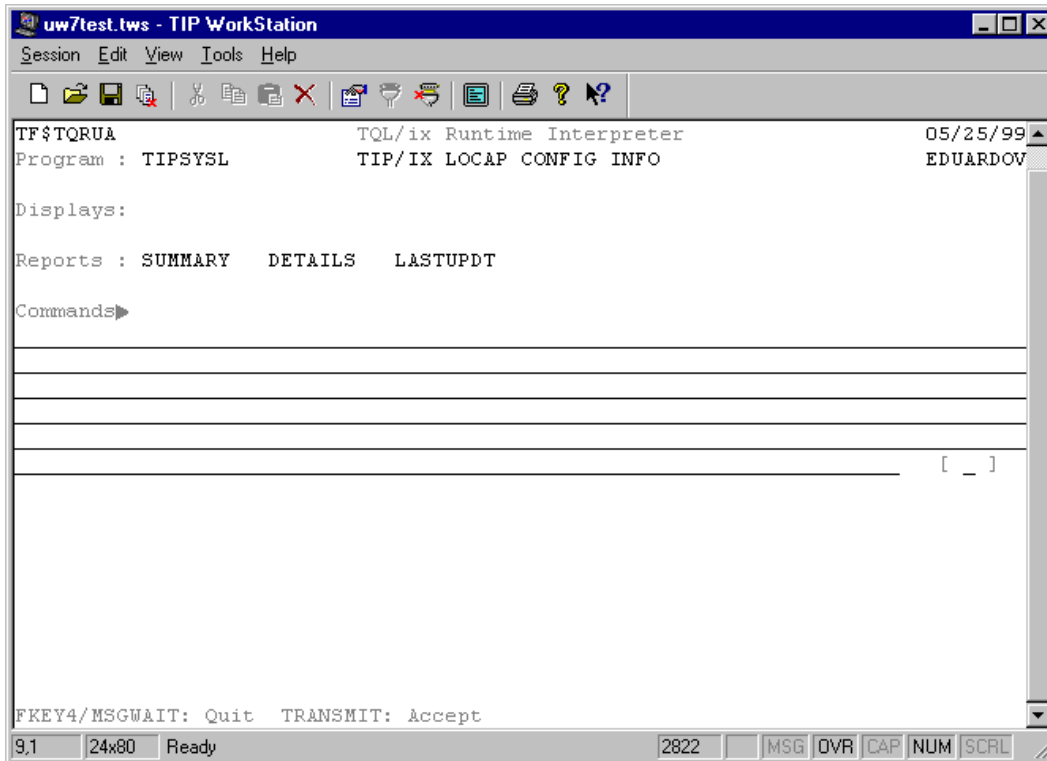 uw7test.tws - TIP WorkStation
Session Edit View Tools Help
TF$TQRUA TQL/ix Runtime Interpreter 05/25/99
Program : TIPSYSL TIP/IX LOCAP CONFIG INFO EDUARDOV
Displays:
Reports : SUMMARY DETAILS LASTUPDT
Commands▶
[ _ ]
FKEY4/MSGWAIT: Quit TRANSMIT: Accept
9,1 24x80 Ready 2822 MSG OVR CAP NUM SCRL